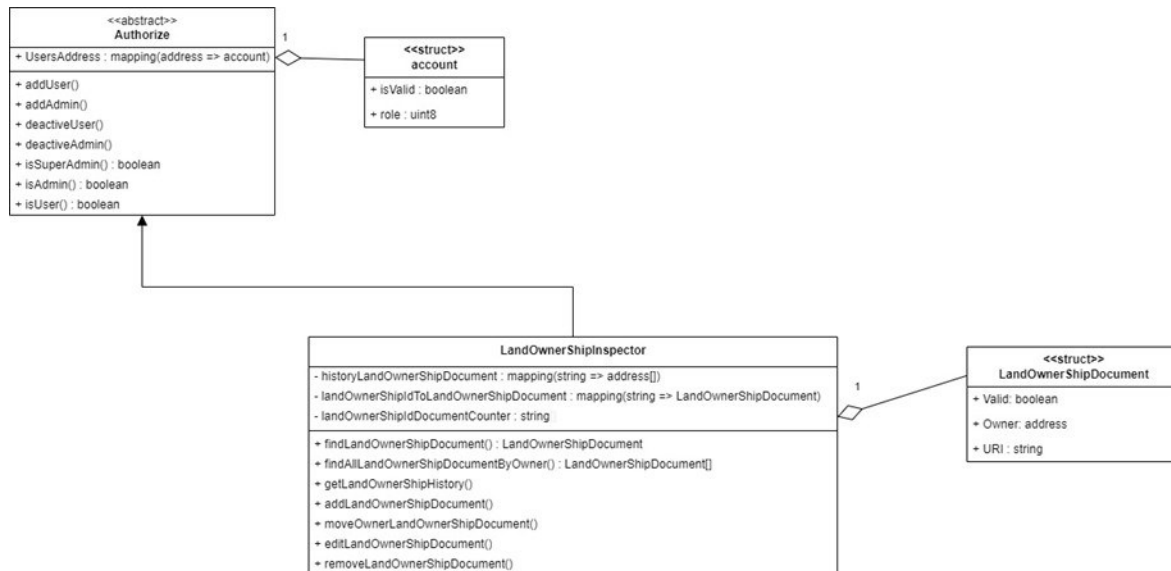 <<abstract>>
Authorize
+ UsersAddress : mapping(address => account)
+ addUser()
+ addAdmin()
+ deactiveUser()
+ deactiveAdmin()
+ isSuperAdmin() : boolean
+ isAdmin() : boolean
+ isUser() : boolean
1
<<struct>>
account
+ isValid : boolean
+ role : uint8
LandOwnerShipInspector
- historyLandOwnerShipDocument : mapping(string => address[])
- landOwnerShipIdToLandOwnerShipDocument : mapping(string => LandOwnerShipDocument)
- landOwnerShipIdDocumentCounter : string
+ findLandOwnerShipDocument() : LandOwnerShipDocument
+ findAllLandOwnerShipDocumentByOwner() : LandOwnerShipDocument[]
+ getLandOwnerShipHistory()
+ addLandOwnerShipDocument()
+ moveOwnerLandOwnerShipDocument()
+ editLandOwnerShipDocument()
+ removeLandOwnerShipDocument()
1
<<struct>>
LandOwnerShipDocument
+ Valid: boolean
+ Owner: address
+ URI : string